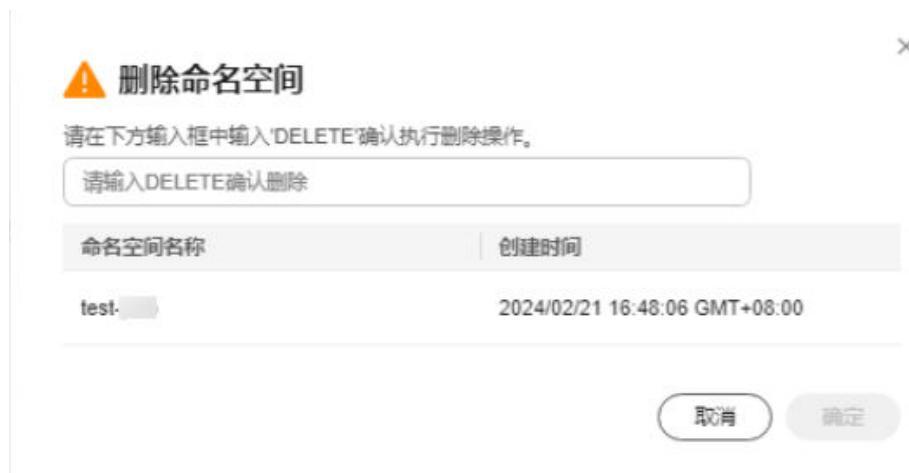 删除命名空间
请在下方输入框中输入'DELETE'确认执行删除操作。
请输入DELETE确认删除
命名空间名称 创建时间
test- 2024/02/21 16:48:06 GMT+08:00
取消 确定